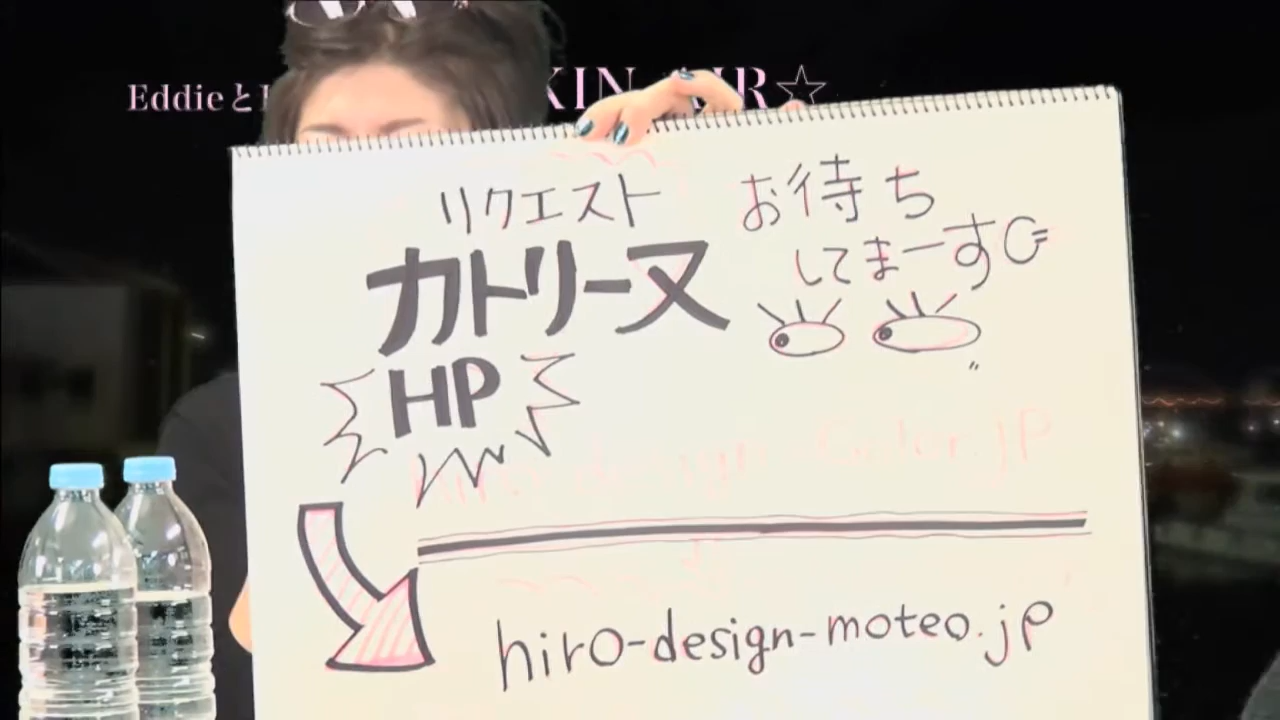 Eddieと
KIN AIR☆
リクエスト
お待ち
してまーす
カトリーヌ
HP
hiro-design-moteo.jp